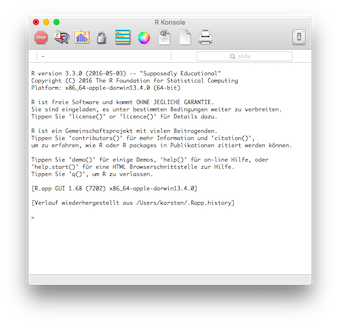 R Konsole
STOP
~
Hilfe
R version 3.3.0 (2016-05-03) -- "Supposedly Educational"
Copyright (C) 2016 The R Foundation for Statistical Computing
Platform: x86_64-apple-darwin13.4.0 (64-bit)
R ist freie Software und kommt OHNE JEGLICHE GARANTIE.
Sie sind eingeladen, es unter bestimmten Bedingungen weiter zu verbreiten.
Tippen Sie 'license()' or 'licence()' für Details dazu.
R ist ein Gemeinschaftsprojekt mit vielen Beitragenden.
Tippen Sie 'contributors()' für mehr Information und 'citation()',
um zu erfahren, wie R oder R packages in Publikationen zitiert werden können.
Tippen Sie 'demo()' für einige Demos, 'help()' für on-line Hilfe, oder
'help.start()' für eine HTML Browserschnittstelle zur Hilfe.
Tippen Sie 'q()', um R zu verlassen.
[R.app GUI 1.68 (7202) x86_64-apple-darwin13.4.0]
[Verlauf wiederhergestellt aus /Users/karsten/.Rapp.history]
>